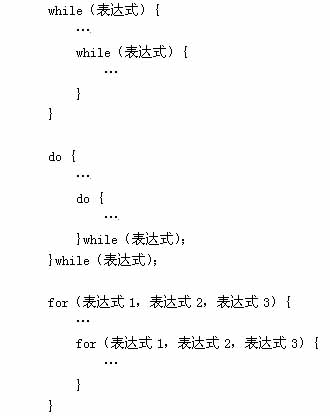 while (表达式) {
    …
    while (表达式) {
        …
    }
}

do {
    …
    do {
        …
    }while (表达式);
}while (表达式);

for (表达式 1, 表达式 2, 表达式 3) {
    …
    for (表达式 1, 表达式 2, 表达式 3) {
        …
    }
}